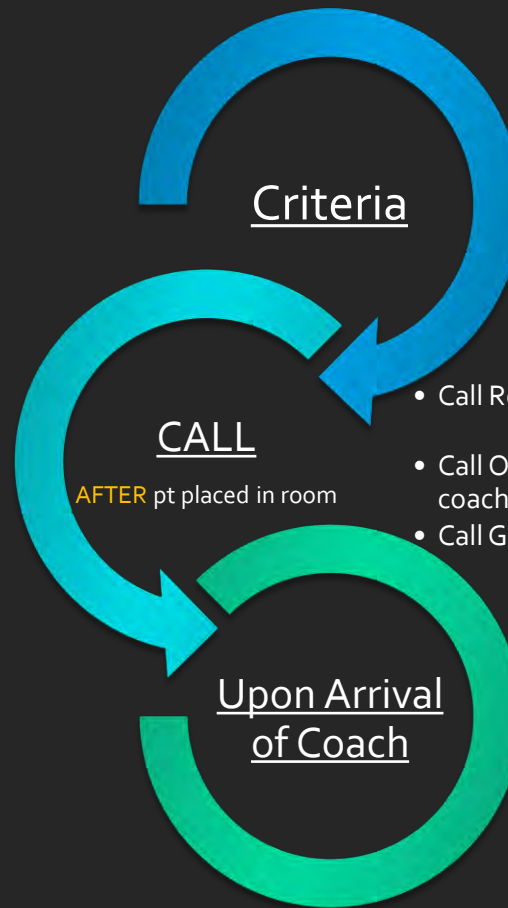 Criteria
CALL
AFTER pt placed in room
• Call
• Call
coach
• Call
Upon Arrival
of Coach